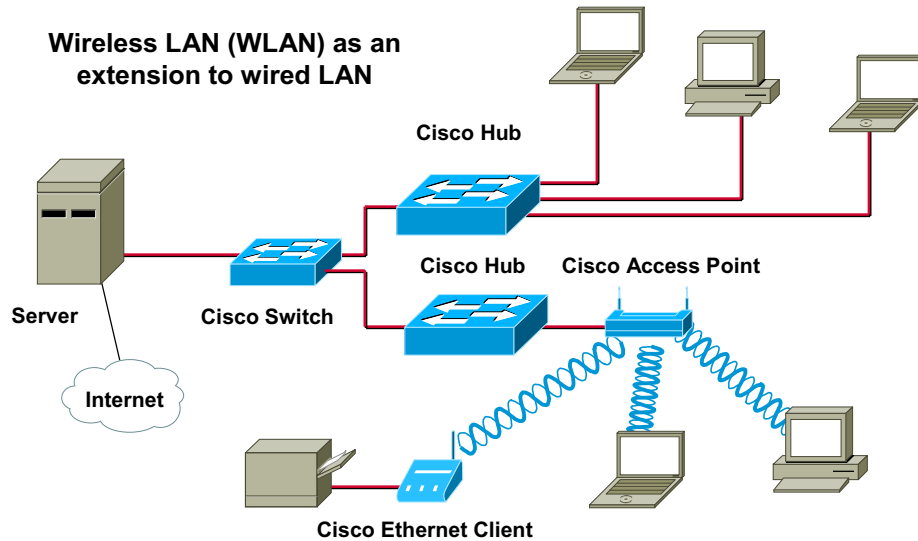 Wireless LAN (WLAN) as an
extension to wired LAN
Cisco Hub
Cisco Hub
Cisco Access Point
Server
Cisco Switch
Internet
Cisco Ethernet Client